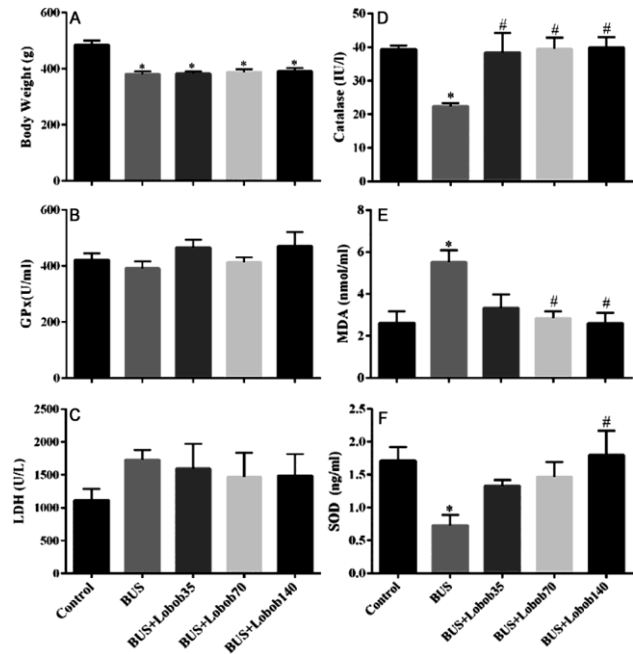 A
Body Weight (g)
600
400
200
0
* * * *
B
GPx(U/ml)
600
400
200
0
C
LDH (U/L)
2500
2000
1500
1000
500
0
Control
BUS
BUS+Lobob35
BUS+Lobob70
BUS+Lobob140
D
Catalase (IU/l)
50
40
30
20
10
0
* # # #
E
MDA (nmol/ml)
8
6
4
2
0
* # #
F
SOD (ng/ml)
2.5
2.0
1.5
1.0
0.5
0.0
* #
Control
BUS
BUS+Lobob35
BUS+Lobob70
BUS+Lobob140